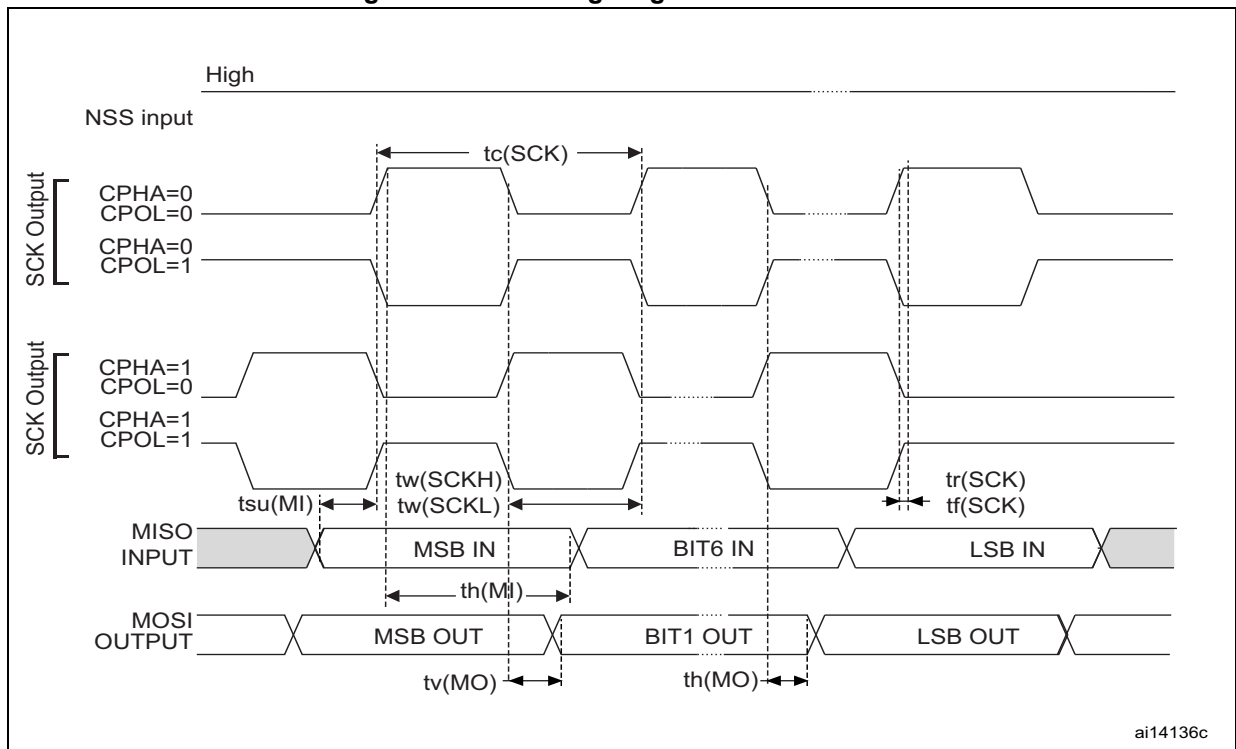 High
NSS input
tc(SCK)
SCK Output
CPHA=0
CPOL=0
CPHA=0
CPOL=1
SCK Output
CPHA=1
CPOL=0
CPHA=1
CPOL=1
tw(SCKH)
tw(SCKL)
tr(SCK)
tf(SCK)
tsu(MI)
MISO
INPUT
MSB IN
BIT6 IN
LSB IN
th(MI)
MOSI
OUTPUT
MSB OUT
BIT1 OUT
LSB OUT
tv(MO)
th(MO)
ai14136c